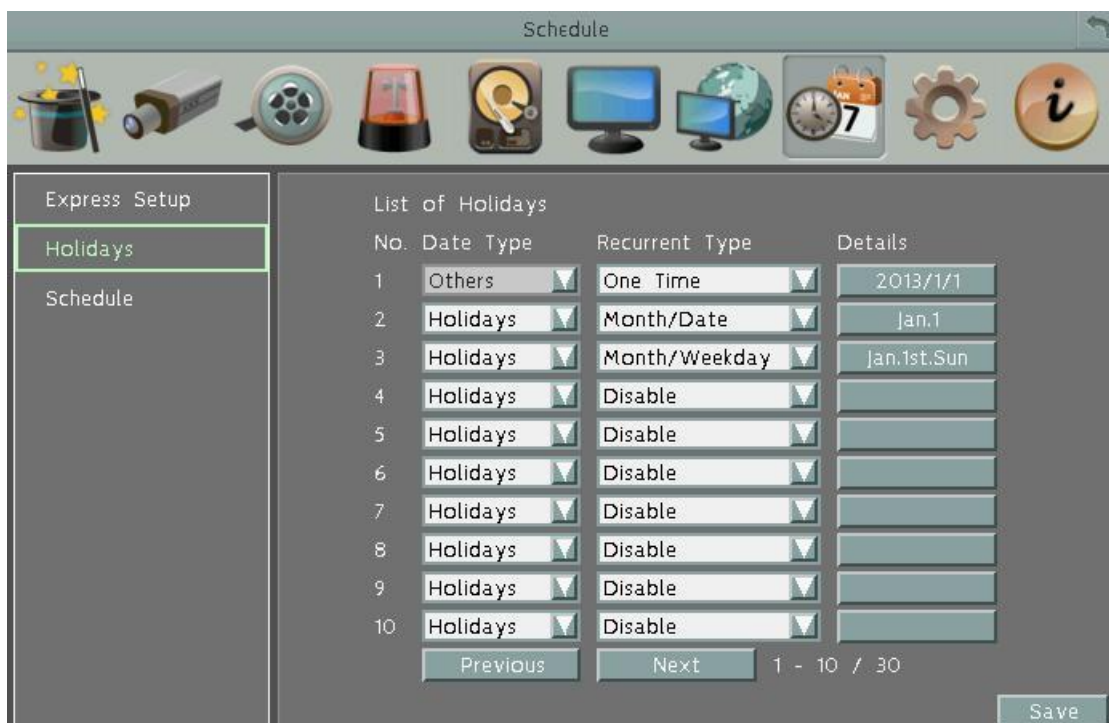 Schedule
7
i
Express Setup
Holidays
Schedule
List of Holidays
No. Date Type Recurrent Type Details
1 Others One Time 2013/1/1
2 Holidays Month/Date Jan.1
3 Holidays Month/Weekday Jan.1st.Sun
4 Holidays Disable
5 Holidays Disable
6 Holidays Disable
7 Holidays Disable
8 Holidays Disable
9 Holidays Disable
10 Holidays Disable
Previous Next 1 - 10 / 30
Save